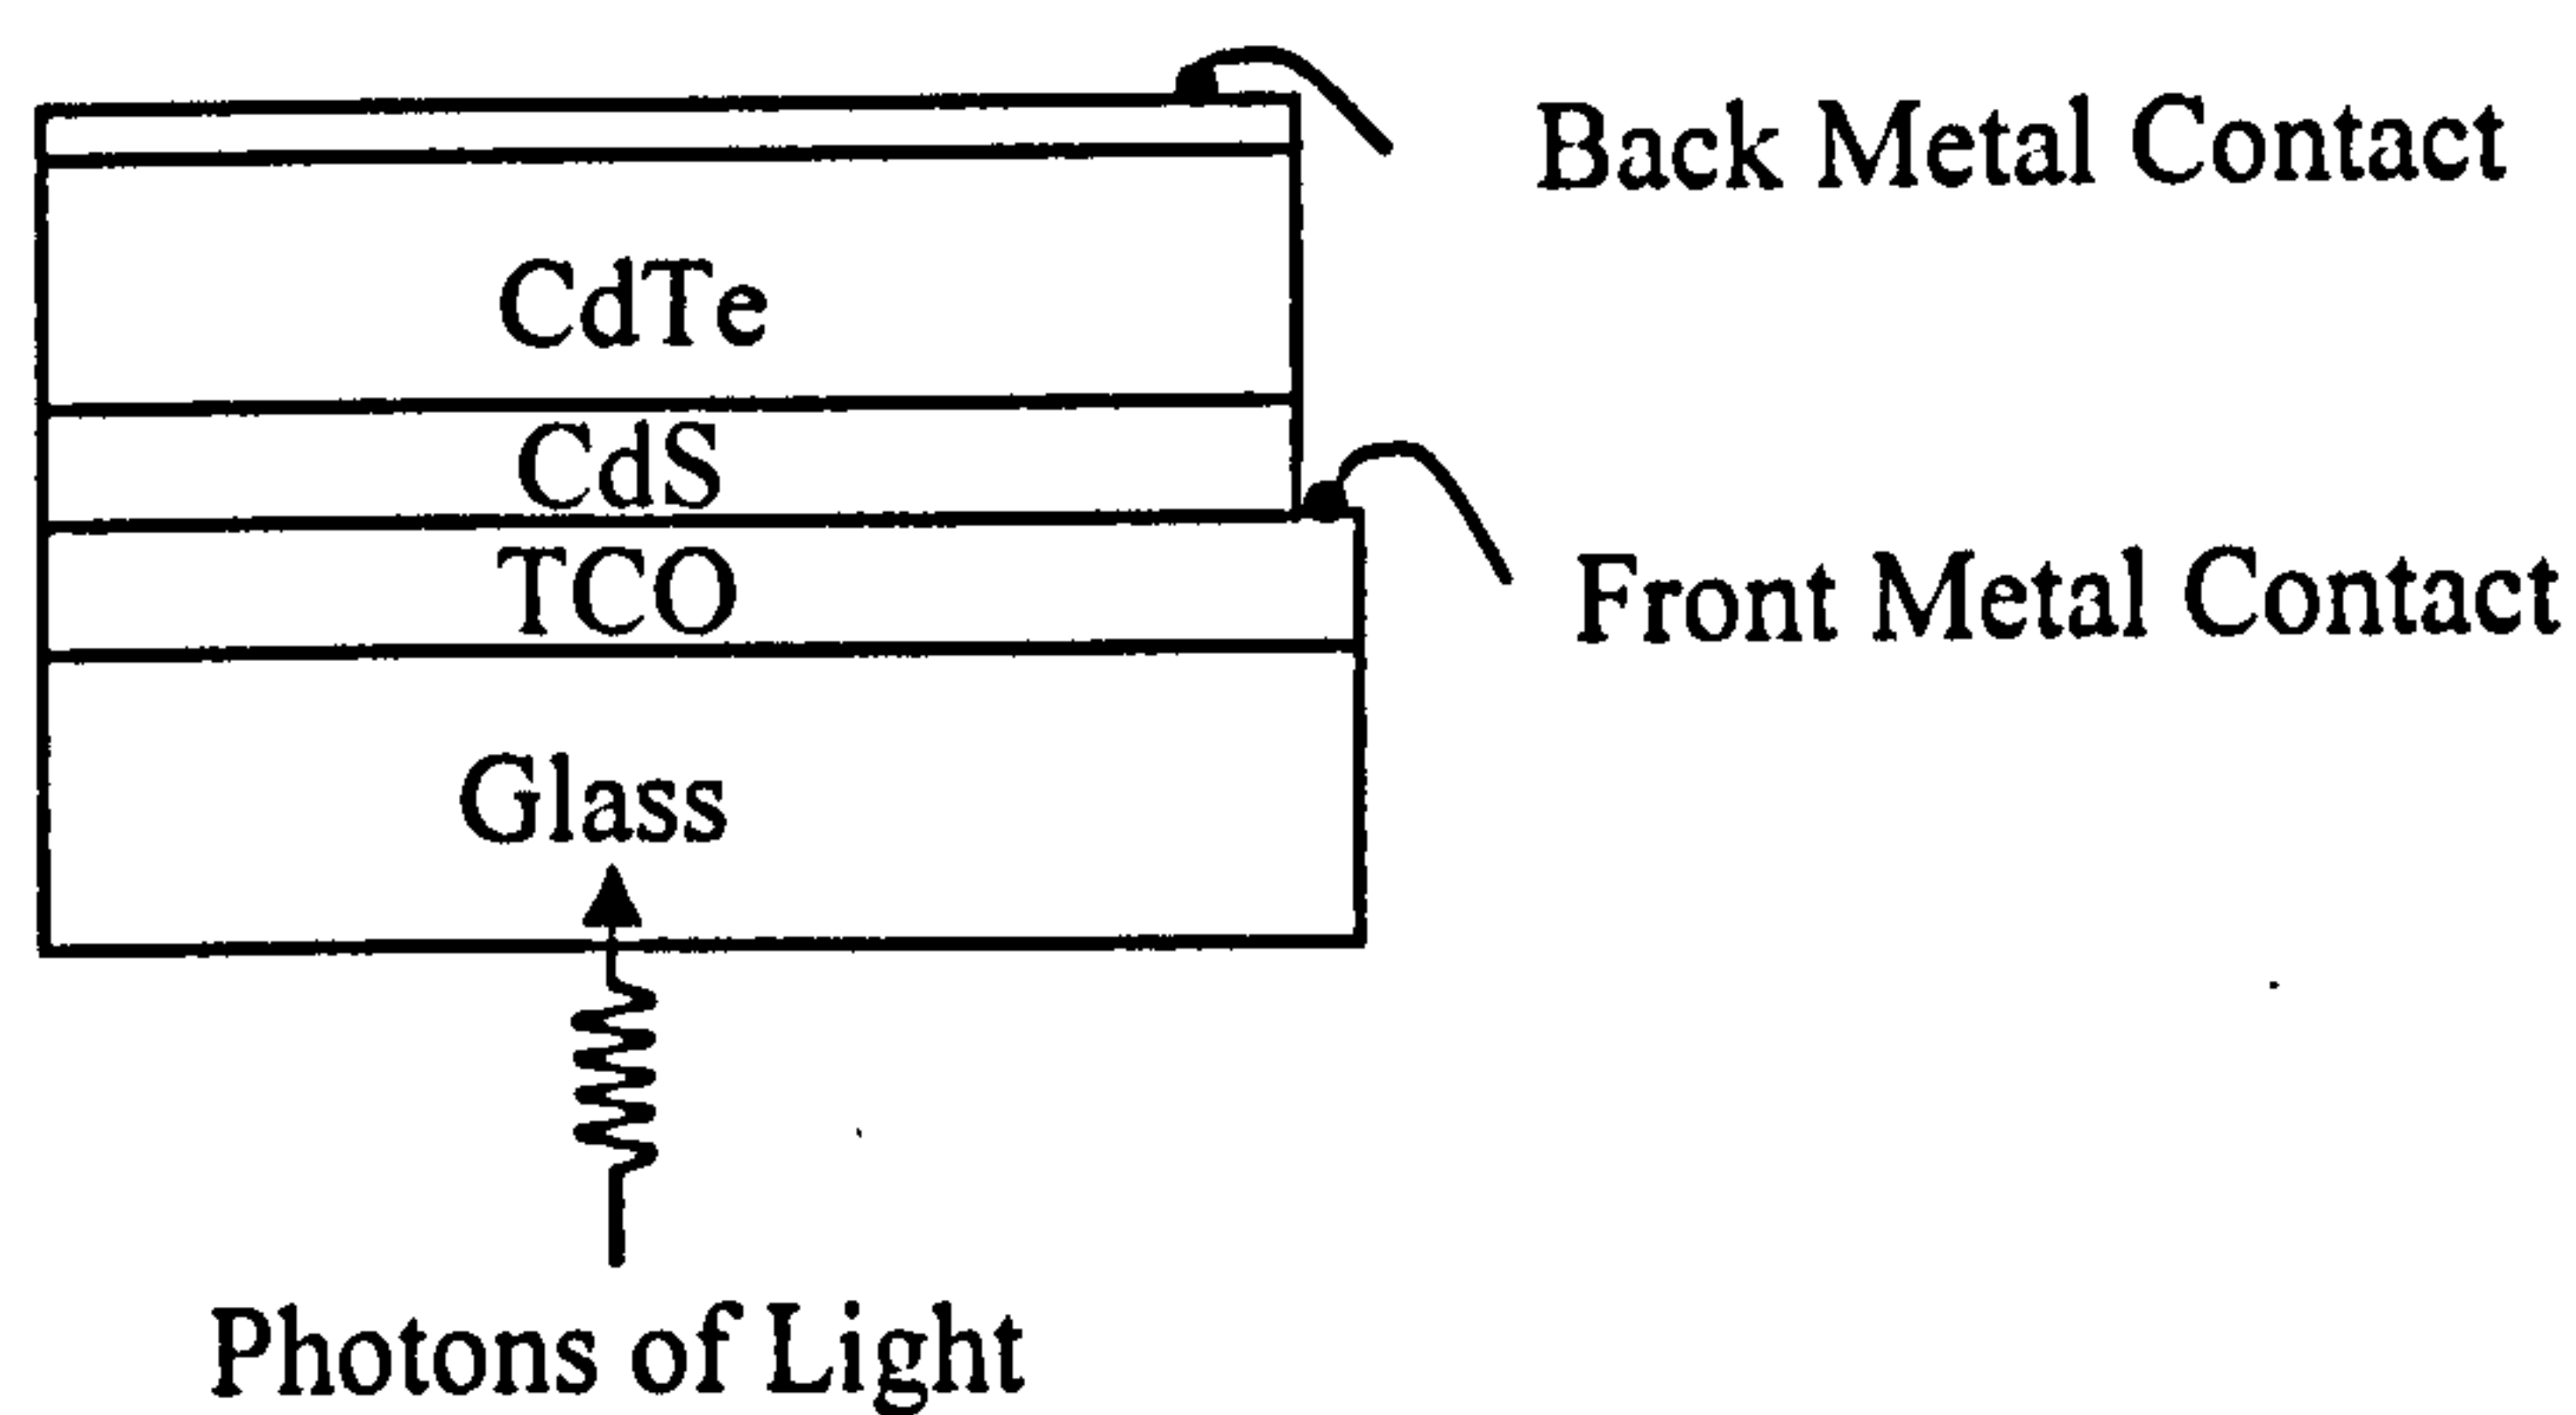 Back Metal Contact
CdTe
CdS
TCO
Front Metal Contact
Glass
Photons of Light